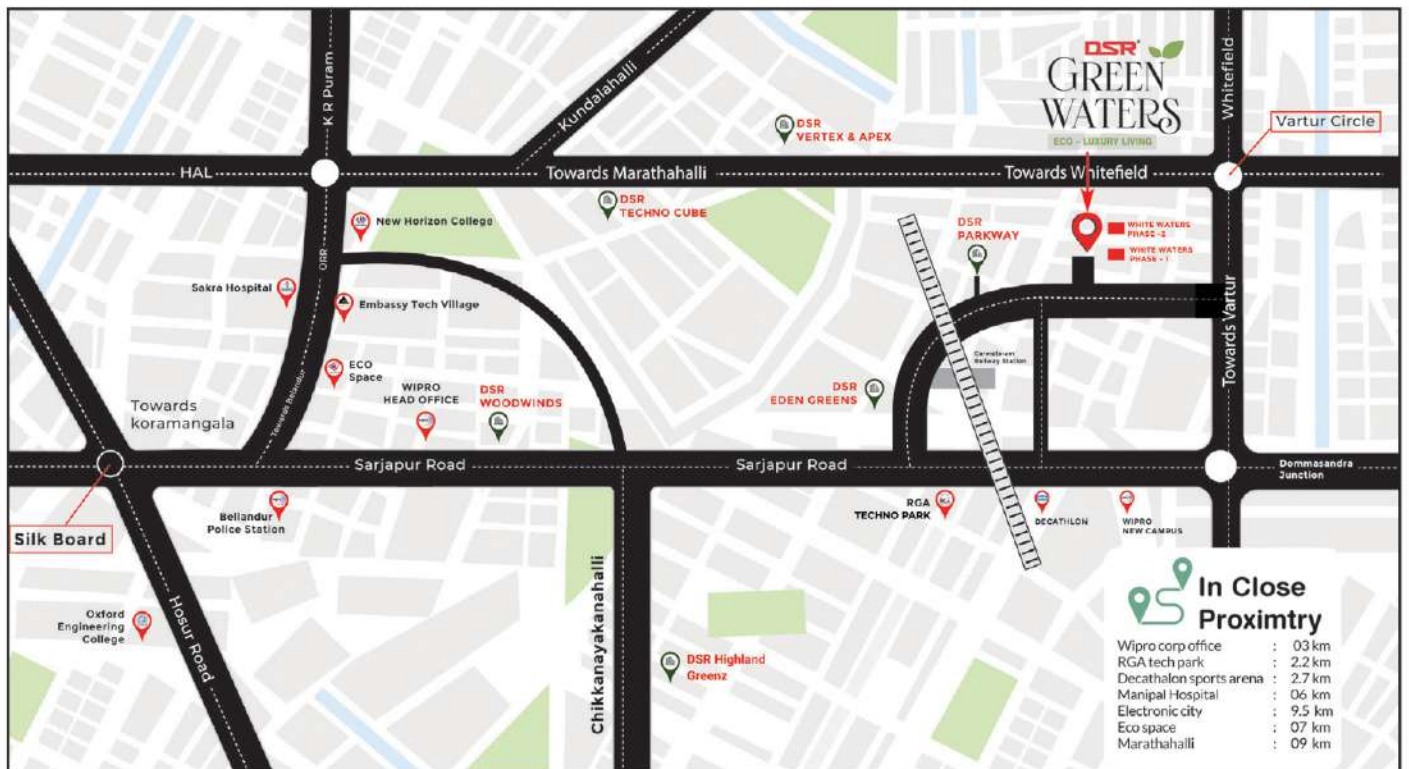 K R Puram
Kundalahalli
DSR
GREEN
WATERS
ECO - LUXURY LIVING
Whitefield
Vartur Circle
DSR
VERTEX & APEX
HAL
Towards Marathahalli
Towards Whitefield
DSR
TECHNO CUBE
New Horizon College
DSR
PARKWAY
WHITE WATERS
PHASE -2
WHITE WATERS
PHASE -1
ORR
Sakra Hospital
Embassy Tech Village
Towards Vartur
ECO
Space
Towards Belandur
WIPRO
HEAD OFFICE
DSR
WOODWINDS
DSR
EDEN GREENS
Carmelaram
Railway Station
Towards
koramangala
Sarjapur Road
Sarjapur Road
Dommasandra
Junction
Silk Board
Bellandur
Police Station
RGA
TECHNO PARK
DECATHLON
WIPRO
NEW CAMPUS
Hosur Road
Chikkanayakanahalli
Oxford
Engineering
College
DSR Highland
Greenz
In Close
Proximtry
Wipro corp office : 03 km
RGA tech park : 2.2 km
Decathalon sports arena : 2.7 km
Manipal Hospital : 06 km
Electronic city : 9.5 km
Eco space : 07 km
Marathahalli : 09 km